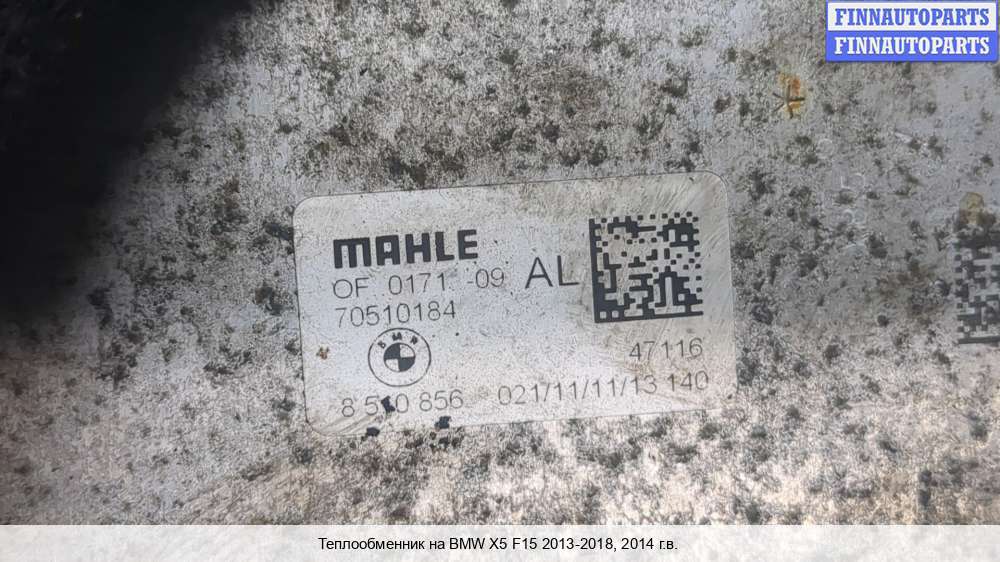 FINNAUTOPARTS
FINNAUTOPARTS
MAHLE
OF 0171 -09 AL
70510184
BMW
47116
8 510 856 021/11/11/13 140
Теплообменник на BMW X5 F15 2013-2018, 2014 г.в.